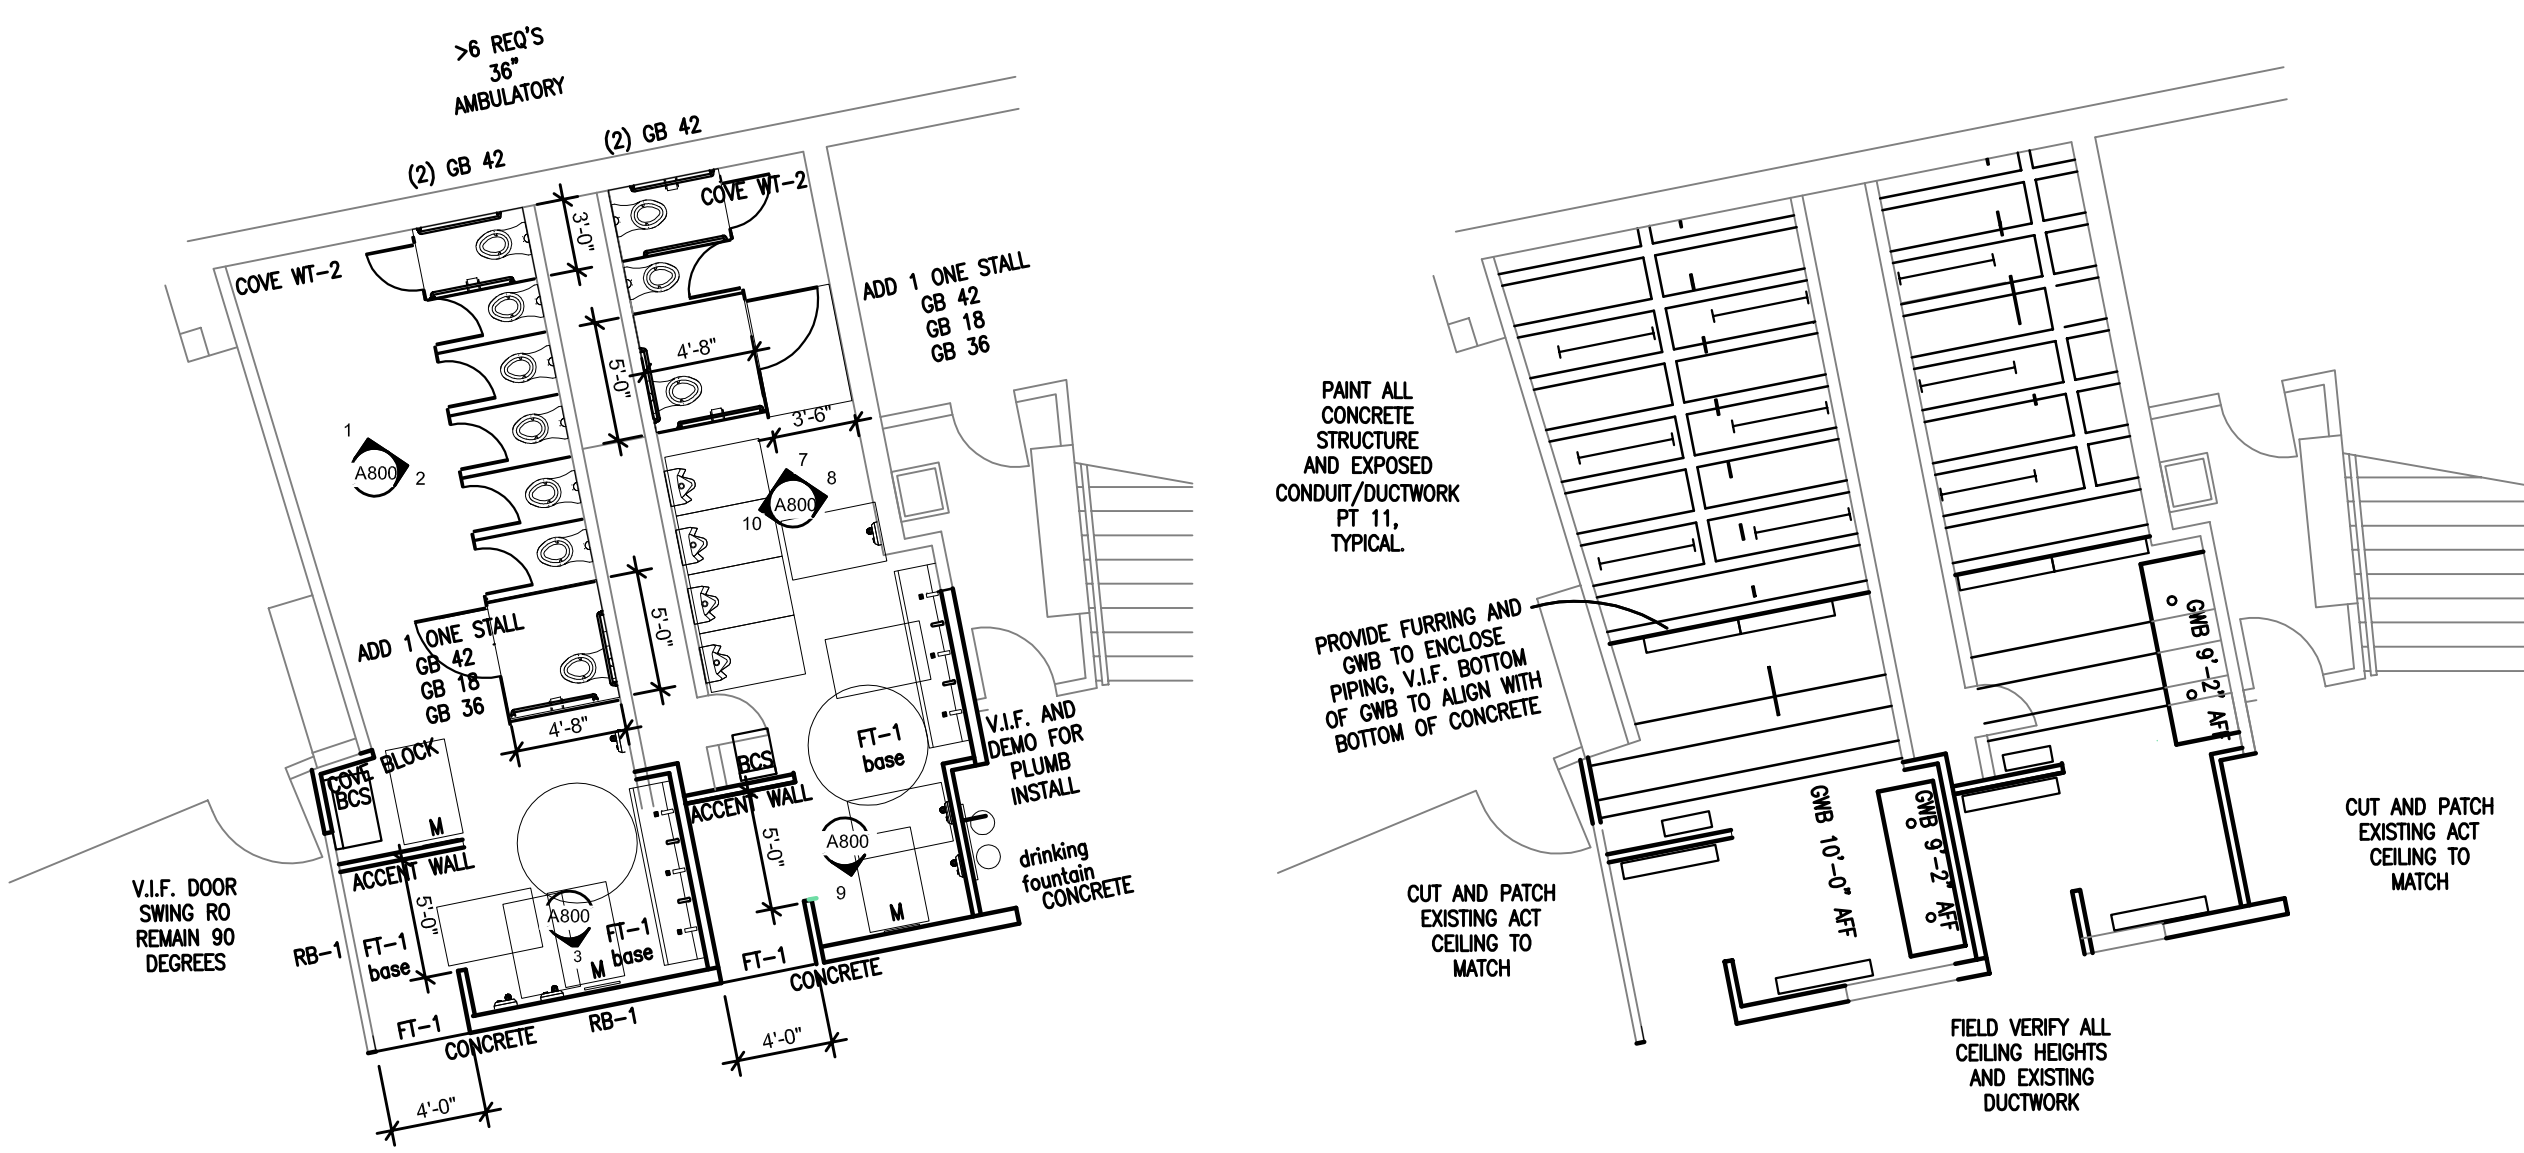 >6 REQ'S
36"
AMBULATORY
(2) GB 42
(2) GB 42
COVE WT-2
COVE WT-2
3'-0"
ADD 1 ONE STALL
GB 42
GB 18
GB 36
5'-0"
4'-8"
3'-6"
1
A800
2
7
8
A800
10
5'-0"
ADD 1 ONE STALL
GB 42
GB 18
GB 36
4'-8"
COVE BLOCK
BCS
M
BCS
FT-1
base
V.I.F. AND
DEMO FOR
PLUMB
INSTALL
ACCENT WALL
ACCENT WALL
5'-0"
A800
9
M
drinking
fountain
CONCRETE
V.I.F. DOOR
SWING RO
REMAIN 90
DEGREES
RB-1
FT-1
base
5'-0"
A800
3
M
FT-1
base
FT-1
CONCRETE
FT-1
CONCRETE
RB-1
4'-0"
4'-0"
PAINT ALL
CONCRETE
STRUCTURE
AND EXPOSED
CONDUIT/DUCTWORK
PT 11,
TYPICAL.
PROVIDE FURRING AND
GWB TO ENCLOSE
PIPING, V.I.F. BOTTOM
OF GWB TO ALIGN WITH
BOTTOM OF CONCRETE
GWB 9'-2" AFF
GWB 10'-0" AFF
GWB 9'-2" AFF
CUT AND PATCH
EXISTING ACT
CEILING TO
MATCH
CUT AND PATCH
EXISTING ACT
CEILING TO
MATCH
FIELD VERIFY ALL
CEILING HEIGHTS
AND EXISTING
DUCTWORK